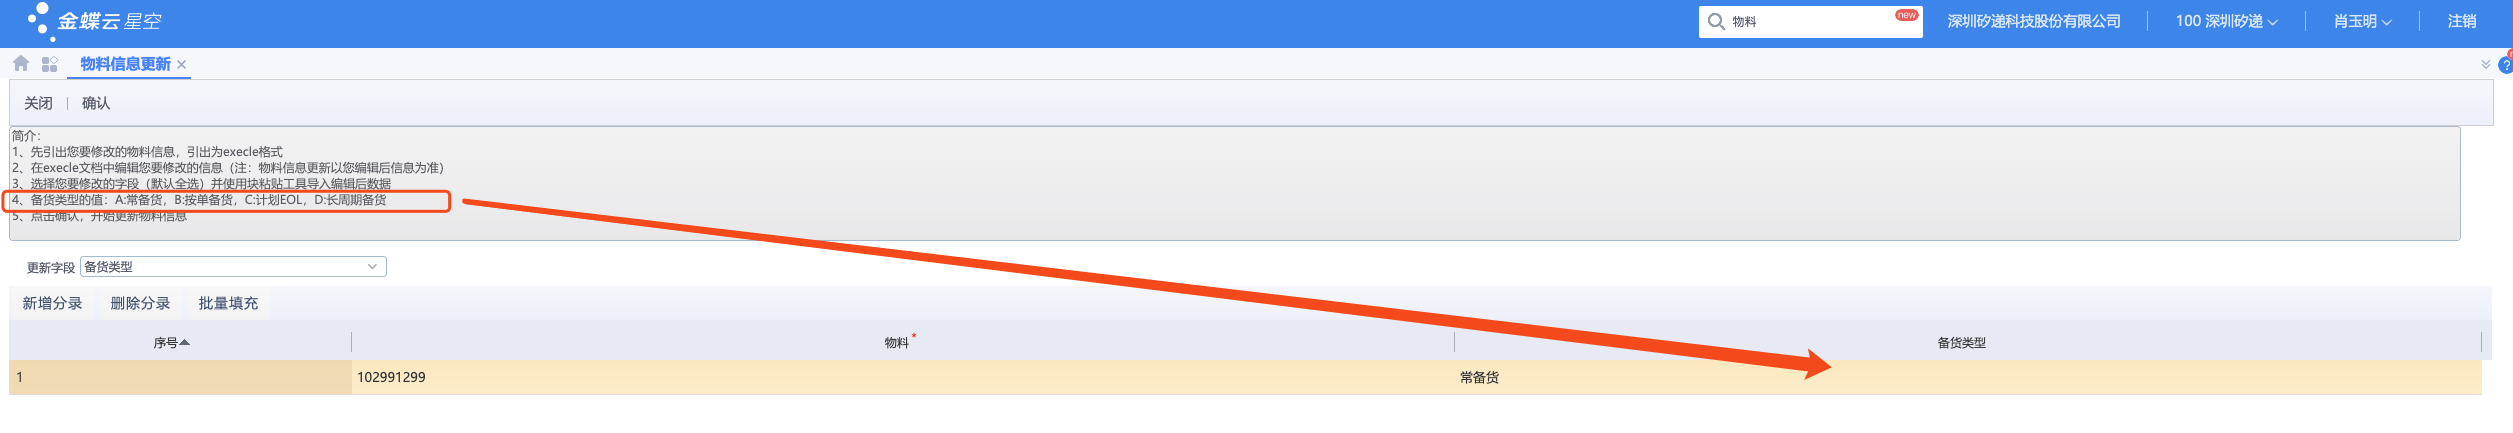 金蝶云 星空
物料 new 深圳矽递科技股份有限公司 100 深圳矽递 肖玉明 注销
物料信息更新 ×
关闭 确认
简介：
1、先引出您要修改的物料信息，引出为execle格式
2、在execle文档中编辑您要修改的信息（注：物料信息更新以您编辑后信息为准）
3、选择您要修改的字段（默认全选）并使用块粘贴工具导入编辑后数据
4、备货类型的值：A:常备货，B:按单备货，C:计划EOL，D:长周期备货
5、点击确认，开始更新物料信息
更新字段 备货类型
新增分录 删除分录 批量填充
序号 物料* 备货类型
1 102991299 常备货